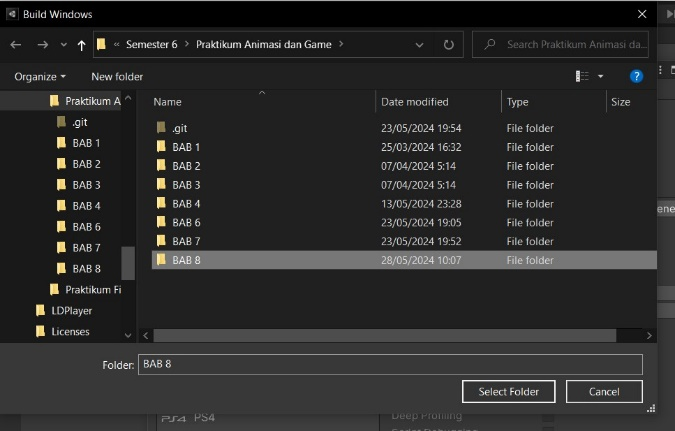 Build Windows
« Semester 6 › Praktikum Animasi dan Game ›
Search Praktikum Animasi da...
Organize
New folder
Praktikum A
.git
BAB 1
BAB 2
BAB 3
BAB 4
BAB 6
BAB 7
BAB 8
Praktikum Fi
LDPlayer
Licenses
Name Date modified Type Size
.git 23/05/2024 19:54 File folder
BAB 1 25/03/2024 16:32 File folder
BAB 2 07/04/2024 5:14 File folder
BAB 3 07/04/2024 5:14 File folder
BAB 4 13/05/2024 23:28 File folder
BAB 6 23/05/2024 19:05 File folder
BAB 7 23/05/2024 19:52 File folder
BAB 8 28/05/2024 10:07 File folder
ene
Folder: BAB 8
Select Folder Cancel
PS4 PS4
Deep Profiling